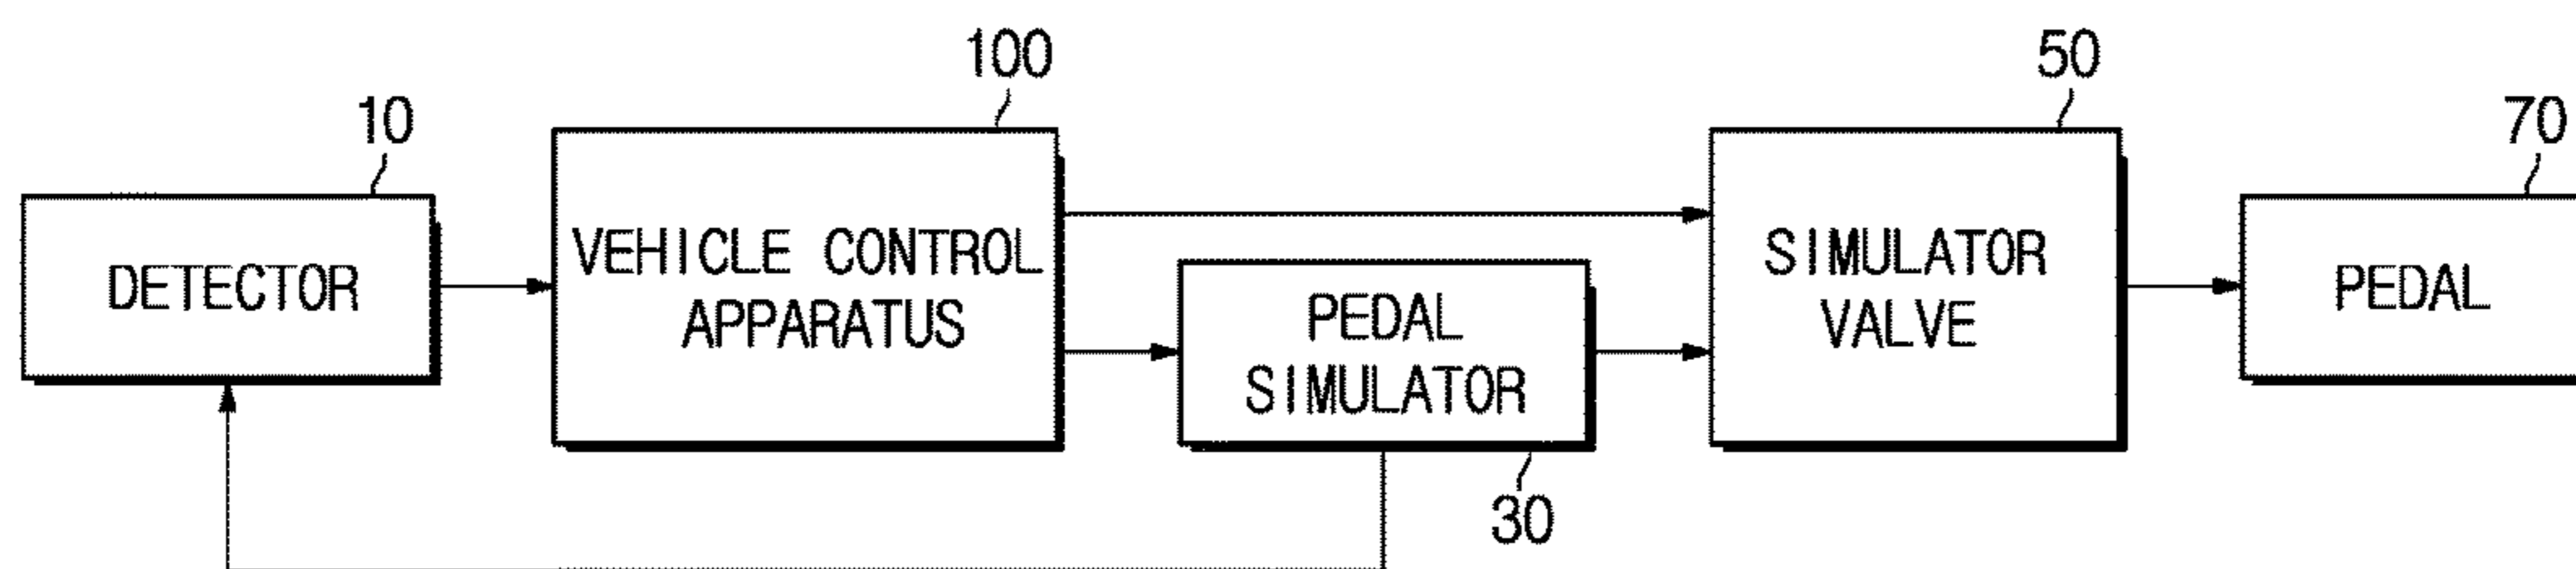 100
50
10
70
DETECTOR
VEHICLE CONTROL
APPARATUS
PEDAL
SIMULATOR
SIMULATOR
VALVE
PEDAL
30